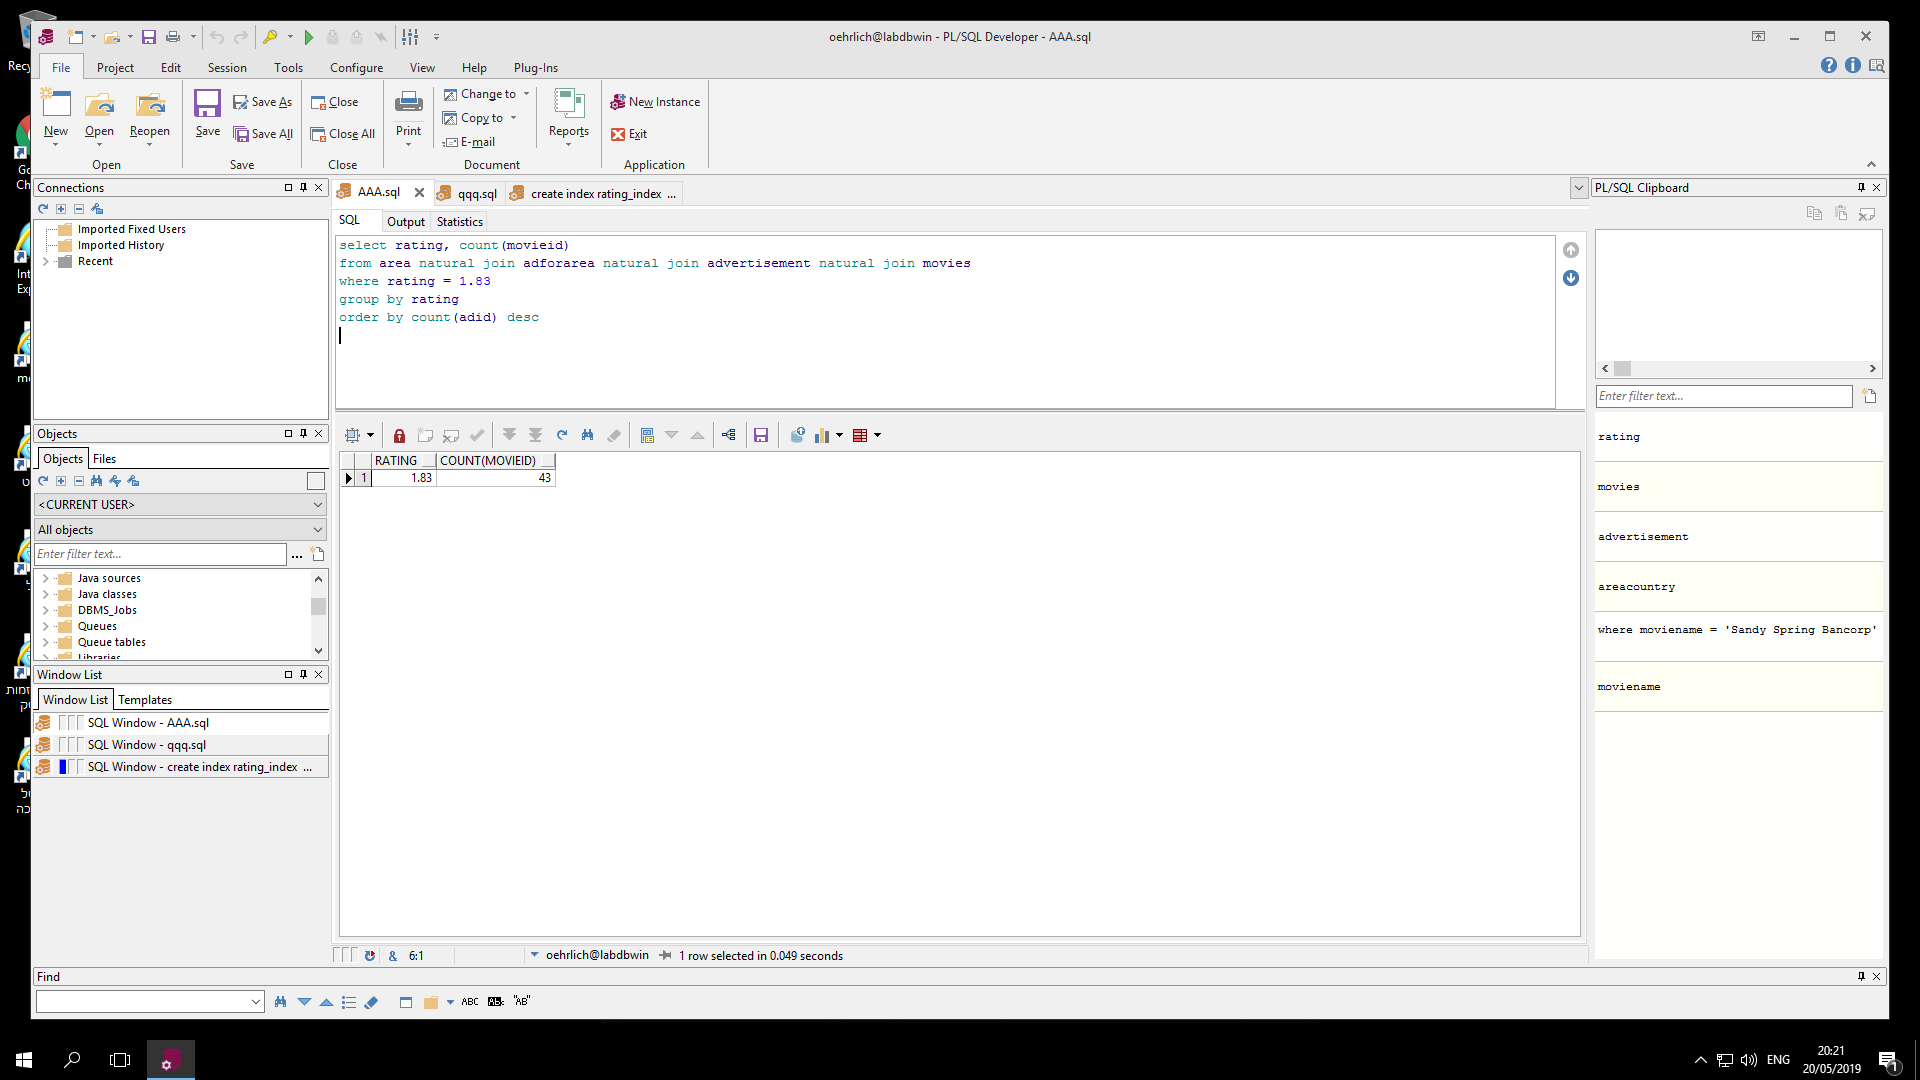 oehrlich@labdbwin - PL/SQL Developer - AAA.sql
File Project Edit Session Tools Configure View Help Plug-Ins
New Open Reopen Save Save As Save All Close Close All Print Change to Copy to E-mail Reports New Instance Exit
Open Save Close Document Application
Connections
Imported Fixed Users
Imported History
Recent
Objects
Objects Files
<CURRENT USER>
All objects
Enter filter text...
Java sources
Java classes
DBMS_Jobs
Queues
Queue tables
Libraries
Window List
Window List Templates
SQL Window - AAA.sql
SQL Window - qqq.sql
SQL Window - create index rating_index ...
AAA.sql qqq.sql create index rating_index ...
SQL Output Statistics
select rating, count(movieid)
from area natural join adforarea natural join advertisement natural join movies
where rating = 1.83
group by rating
order by count(adid) desc
RATING COUNT(MOVIEID)
1 1.83 43
& 6:1 oehrlich@labdbwin 1 row selected in 0.049 seconds
PL/SQL Clipboard
Enter filter text...
rating
movies
advertisement
areacountry
where moviename = 'Sandy Spring Bancorp'
moviename
Find
ABC "AB"
ENG
20:21
20/05/2019
1